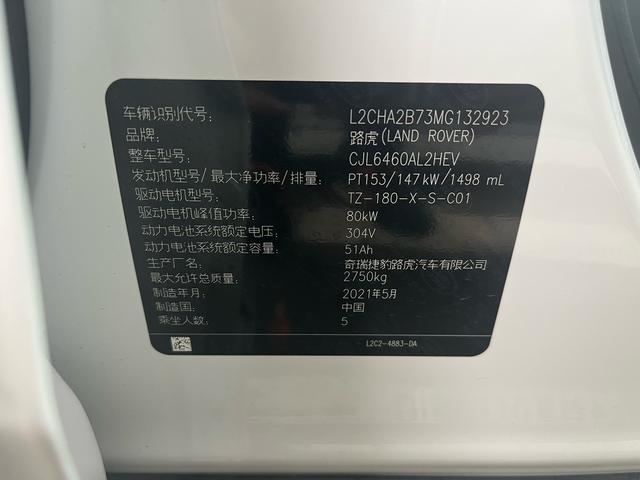 车辆识别代号: L2CHA2B73MG132923
品牌: 路虎(LAND ROVER)
整车型号: CJL6460AL2HEV
发动机型号/最大净功率/排量: PT153/147kW/1498 mL
驱动电机型号: TZ-180-X-S-C01
驱动电机峰值功率: 80kW
动力电池系统额定电压: 304V
动力电池系统额定容量: 51Ah
生产厂名: 奇瑞捷豹路虎汽车有限公司
最大允许总质量: 2750kg
制造年月: 2021年5月
制造国: 中国
乘坐人数: 5
L2C2-4883-DA